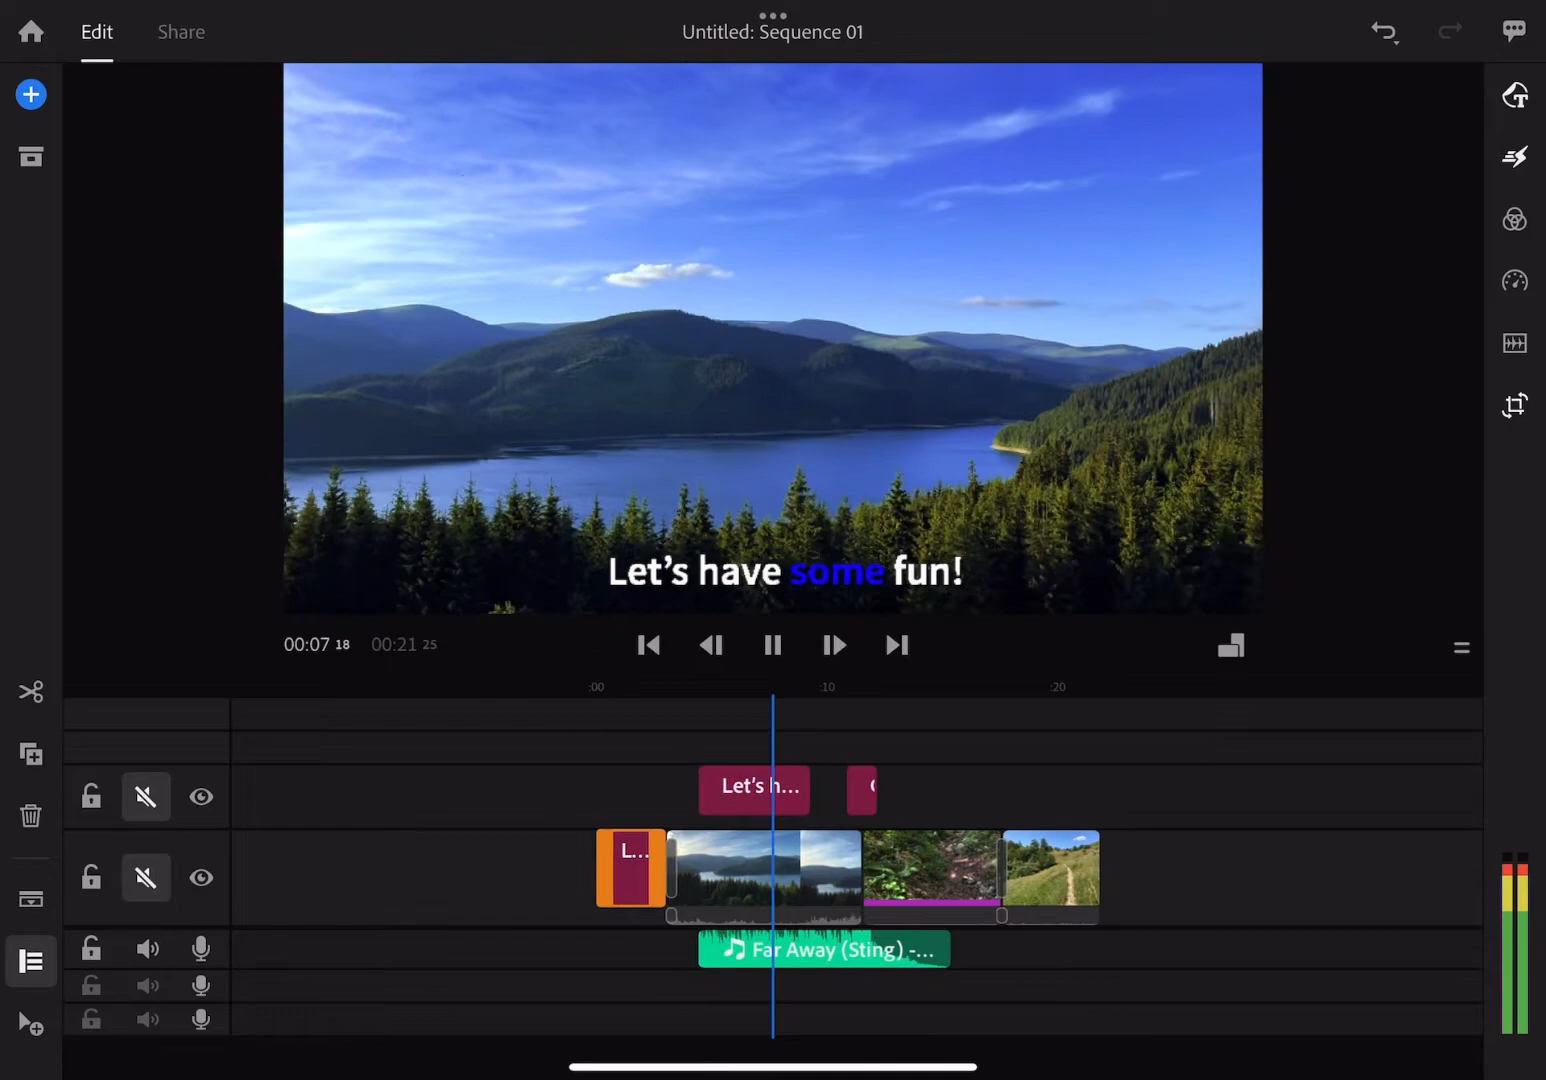 Edit
Share
Untitled: Sequence 01
Let's have some fun!
00:07 18
00:21 25
:00
:10
:20
Let's h...
L...
Far Away (Sting) -...